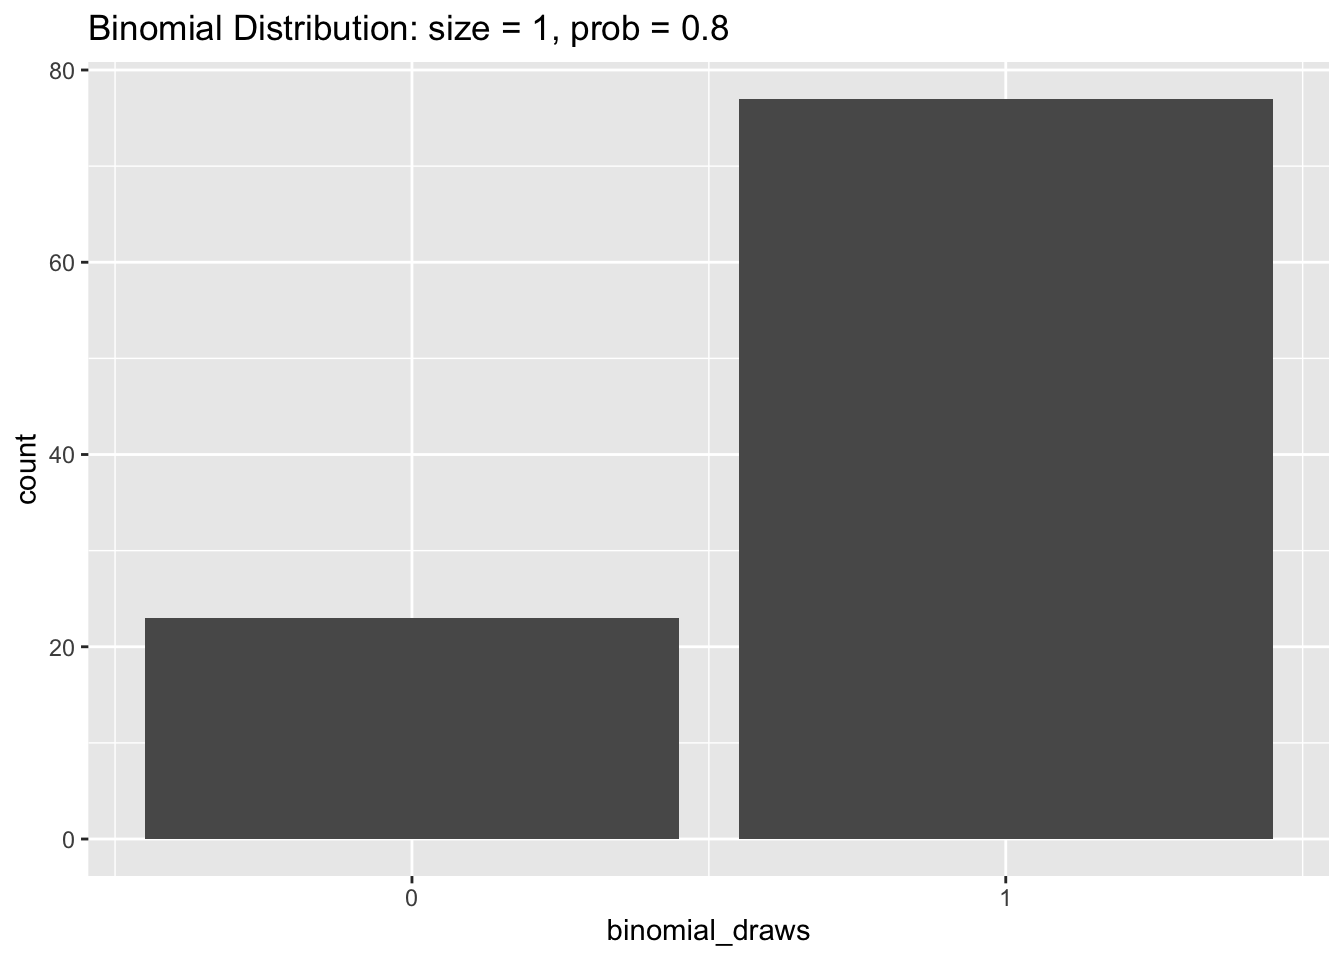 Binomial Distribution: size = 1, prob = 0.8
80
60
40
20
0
count
0 1
binomial_draws